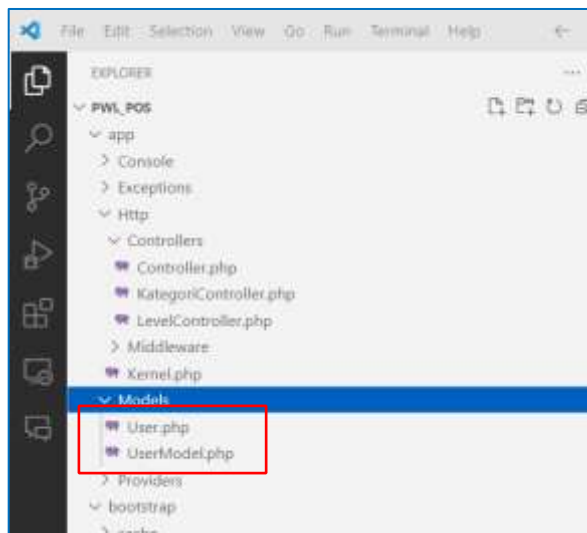 File Edit Selection View Go Run Terminal Help
EXPLORER
PWL_POS
app
Console
Exceptions
Http
Controllers
Controller.php
KategoriController.php
LevelController.php
Middleware
Kernel.php
Models
User.php
UserModel.php
Providers
bootstrap
cache